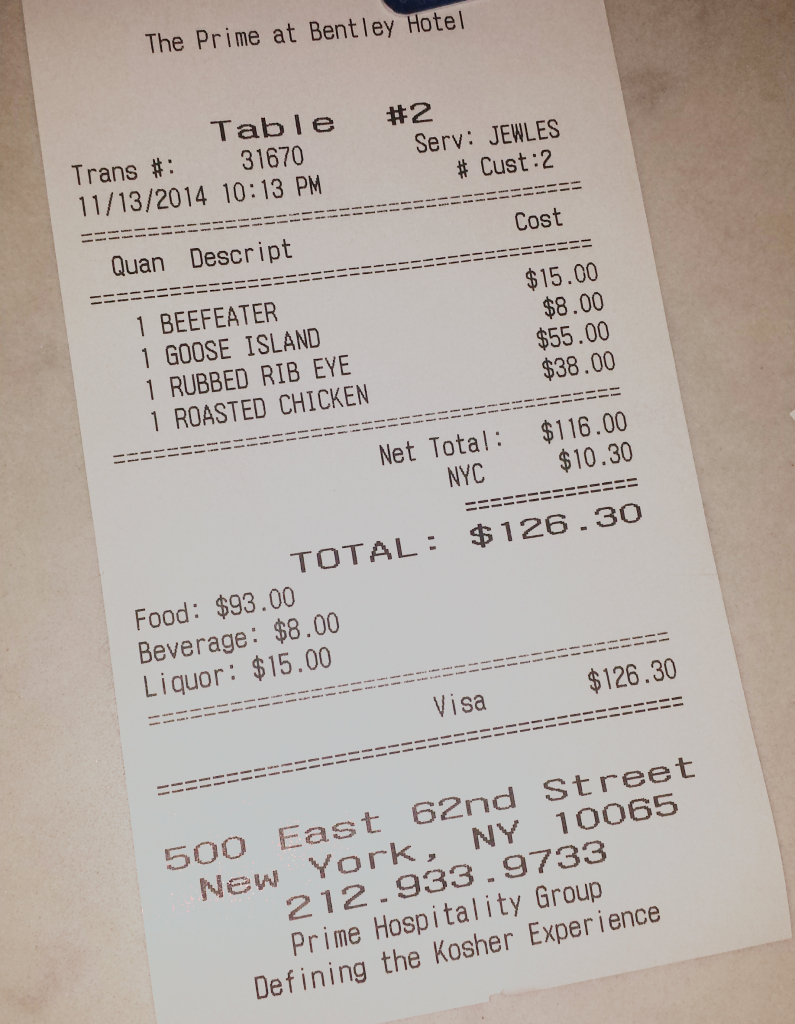 The Prime at Bentley Hotel
Table #2
Trans #: 31670 Serv: JEWLES
11/13/2014 10:13 PM # Cust:2
================================================
Quan Descript Cost
================================================
1 BEEFEATER $15.00
1 GOOSE ISLAND $8.00
1 RUBBED RIB EYE $55.00
1 ROASTED CHICKEN $38.00
================================================
Net Total: $116.00
NYC $10.30
===============
TOTAL: $126.30
Food: $93.00
Beverage: $8.00
Liquor: $15.00
================================================
Visa $126.30
================================================
500 East 62nd Street
New York, NY 10065
212.933.9733
Prime Hospitality Group
Defining the Kosher Experience